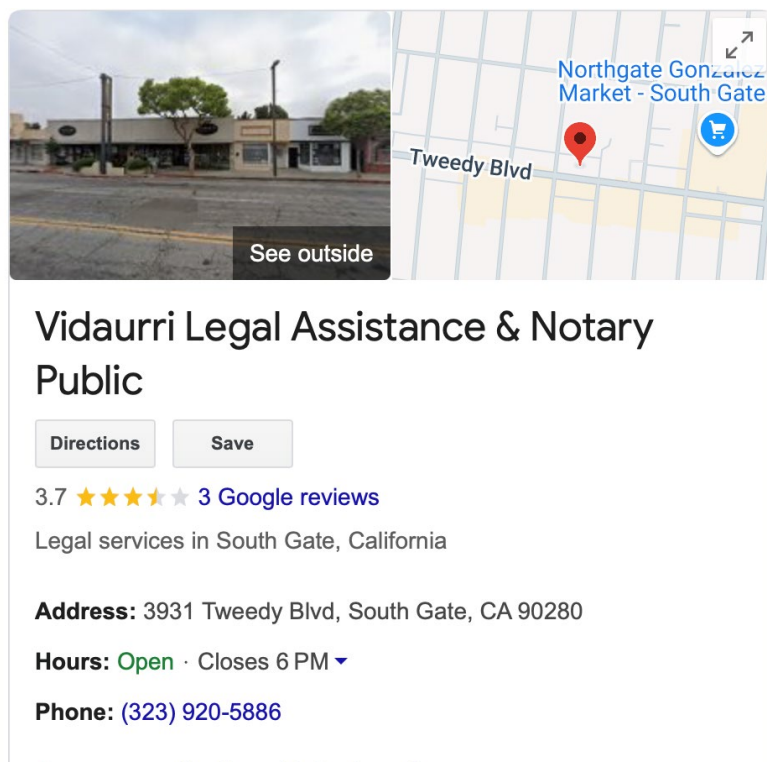 Northgate Gonzalez
Market - South Gate
Tweedy Blvd
See outside
Vidaurri Legal Assistance & Notary
Public
Directions
Save
3.7 3 Google reviews
Legal services in South Gate, California
Address: 3931 Tweedy Blvd, South Gate, CA 90280
Hours: Open · Closes 6 PM
Phone: (323) 920-5886